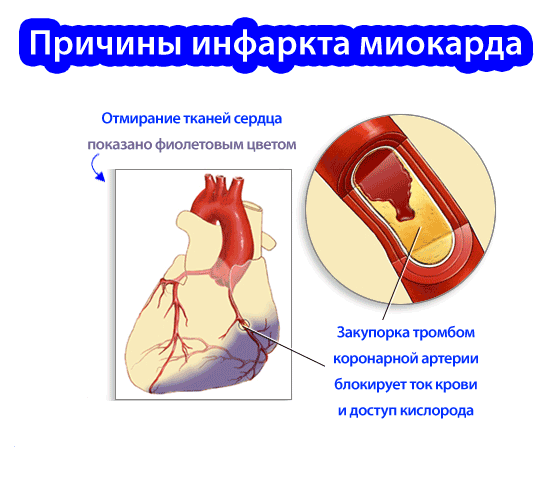 Причины инфаркта миокарда
Отмирание тканей сердца
показано фиолетовым цветом
Закупорка тромбом
коронарной артерии
блокирует ток крови
и доступ кислорода